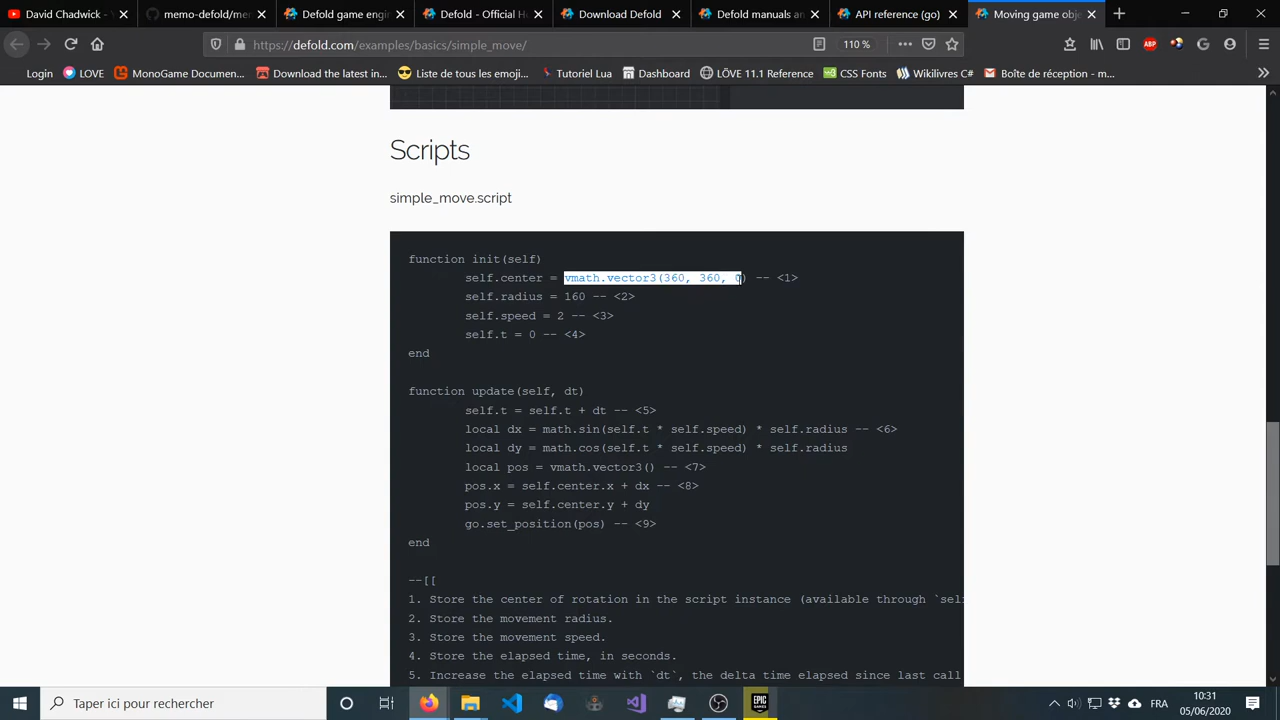 David Chadwick - Y
memo-defold/mer
Defold game engin
Defold - Official Ho
Download Defold
Defold manuals an
API reference (go)
Moving game obje
https://defold.com/examples/basics/simple_move/
110 %
Login
LOVE
MonoGame Documen...
Download the latest in...
Liste de tous les emoji...
Tutoriel Lua
Dashboard
LÖVE 11.1 Reference
CSS Fonts
Wikilivres C#
Boîte de réception - m...
Scripts
simple_move.script
function init(self)
self.center = vmath.vector3(360, 360, 0) -- <1>
self.radius = 160 -- <2>
self.speed = 2 -- <3>
self.t = 0 -- <4>
end
function update(self, dt)
self.t = self.t + dt -- <5>
local dx = math.sin(self.t * self.speed) * self.radius -- <6>
local dy = math.cos(self.t * self.speed) * self.radius
local pos = vmath.vector3() -- <7>
pos.x = self.center.x + dx -- <8>
pos.y = self.center.y + dy
go.set_position(pos) -- <9>
end
--[[
1. Store the center of rotation in the script instance (available through `self
2. Store the movement radius.
3. Store the movement speed.
4. Store the elapsed time, in seconds.
5. Increase the elapsed time with `dt`, the delta time elapsed since last call
Taper ici pour rechercher
EPIC GAMES
FRA
10:31
05/06/2020